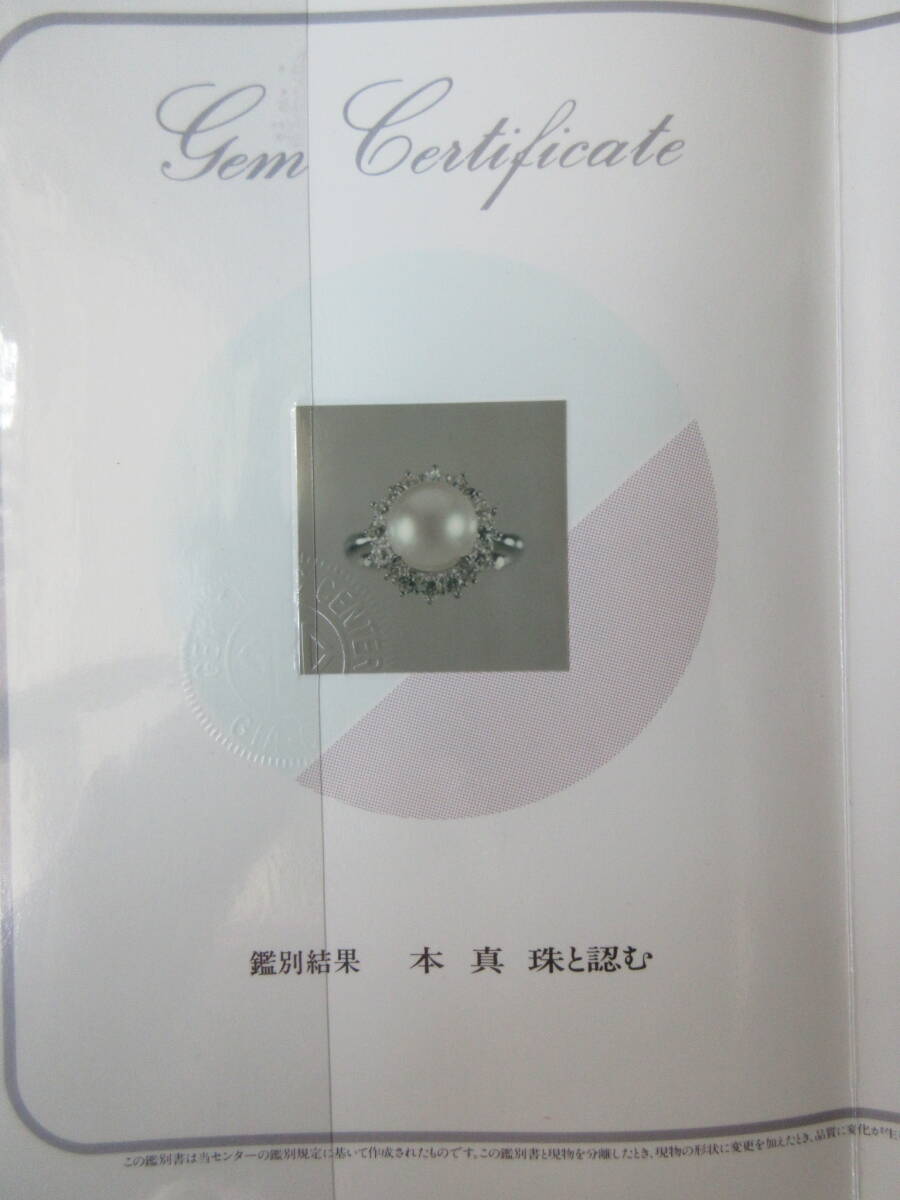 Gem Certificate
CENTER
鑑別結果 本真珠と認む
この鑑別書は当センターの鑑別規定に基いて作成されたものです。この鑑別書と現物を分離したとき、現物の形状に変更を加えたとき、品質に変化が